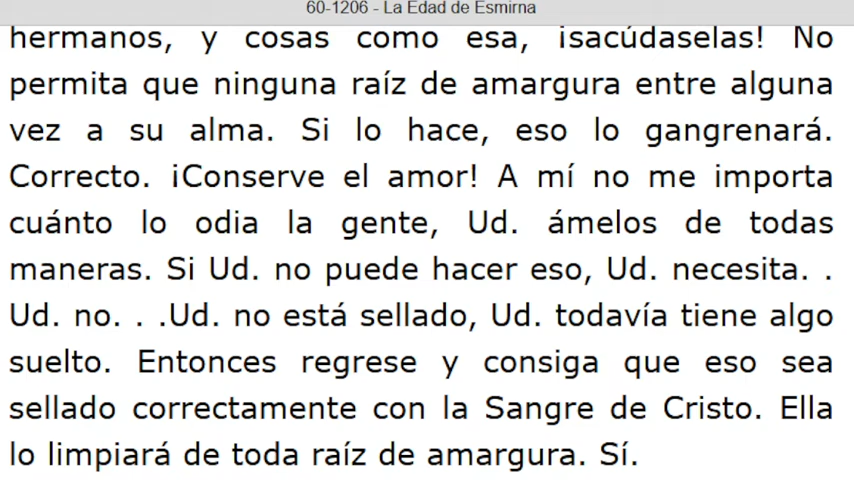 60-1206 - La Edad de Esmirna
hermanos, y cosas como esa, ¡sacúdaselas! No
permita que ninguna raíz de amargura entre alguna
vez a su alma. Si lo hace, eso lo gangrenará.
Correcto. ¡Conserve el amor! A mí no me importa
cuánto lo odia la gente, Ud. ámelos de todas
maneras. Si Ud. no puede hacer eso, Ud. necesita. .
Ud. no. . .Ud. no está sellado, Ud. todavía tiene algo
suelto. Entonces regrese y consiga que eso sea
sellado correctamente con la Sangre de Cristo. Ella
lo limpiará de toda raíz de amargura. Sí.